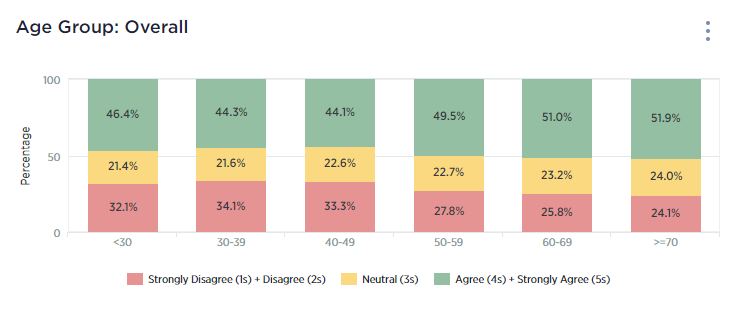 Age Group: Overall
100
50
0
Percentage
46.4% 44.3% 44.1% 49.5% 51.0% 51.9%
21.4% 21.6% 22.6% 22.7% 23.2% 24.0%
32.1% 34.1% 33.3% 27.8% 25.8% 24.1%
<30 30-39 40-49 50-59 60-69 >=70
Strongly Disagree (1s) + Disagree (2s) Neutral (3s) Agree (4s) + Strongly Agree (5s)